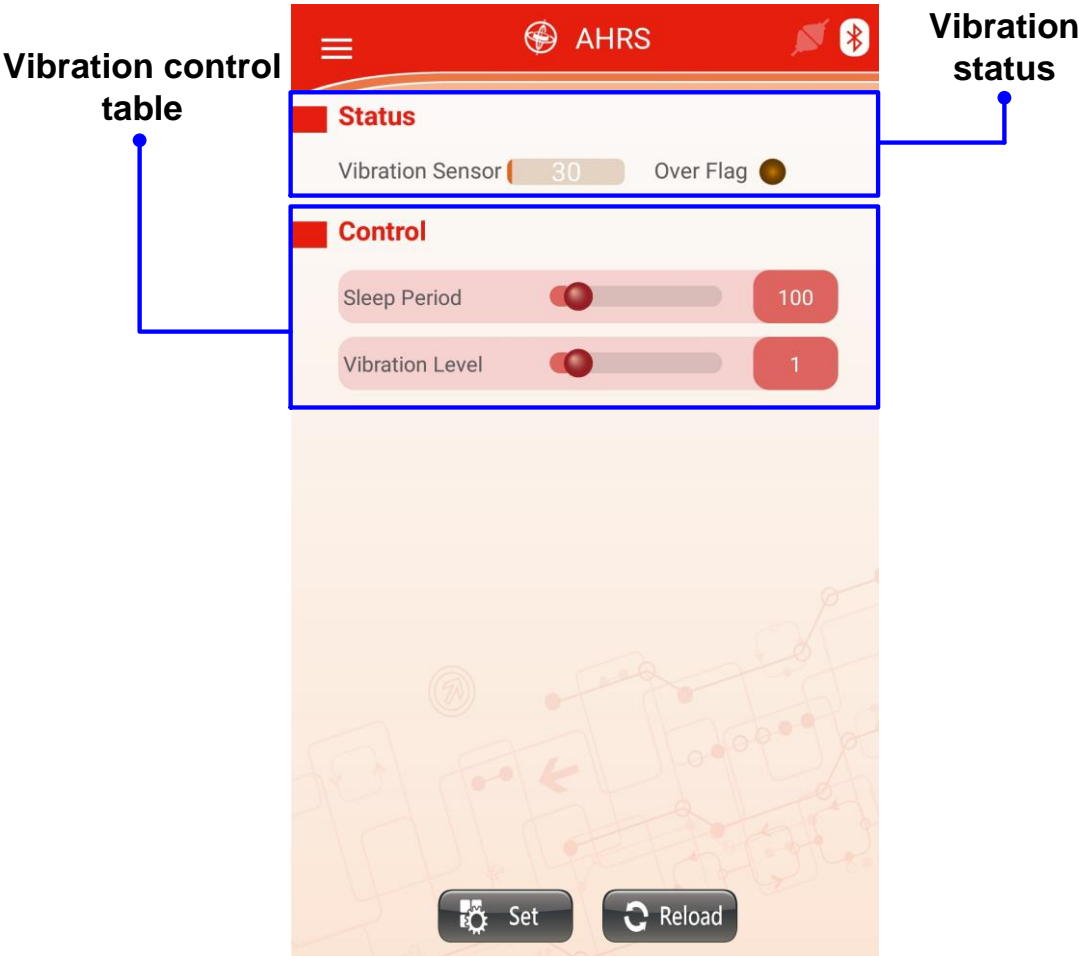 Vibration control
table
AHRS
Vibration
status
Status
Vibration Sensor 30 Over Flag
Control
Sleep Period 100
Vibration Level 1
Set Reload